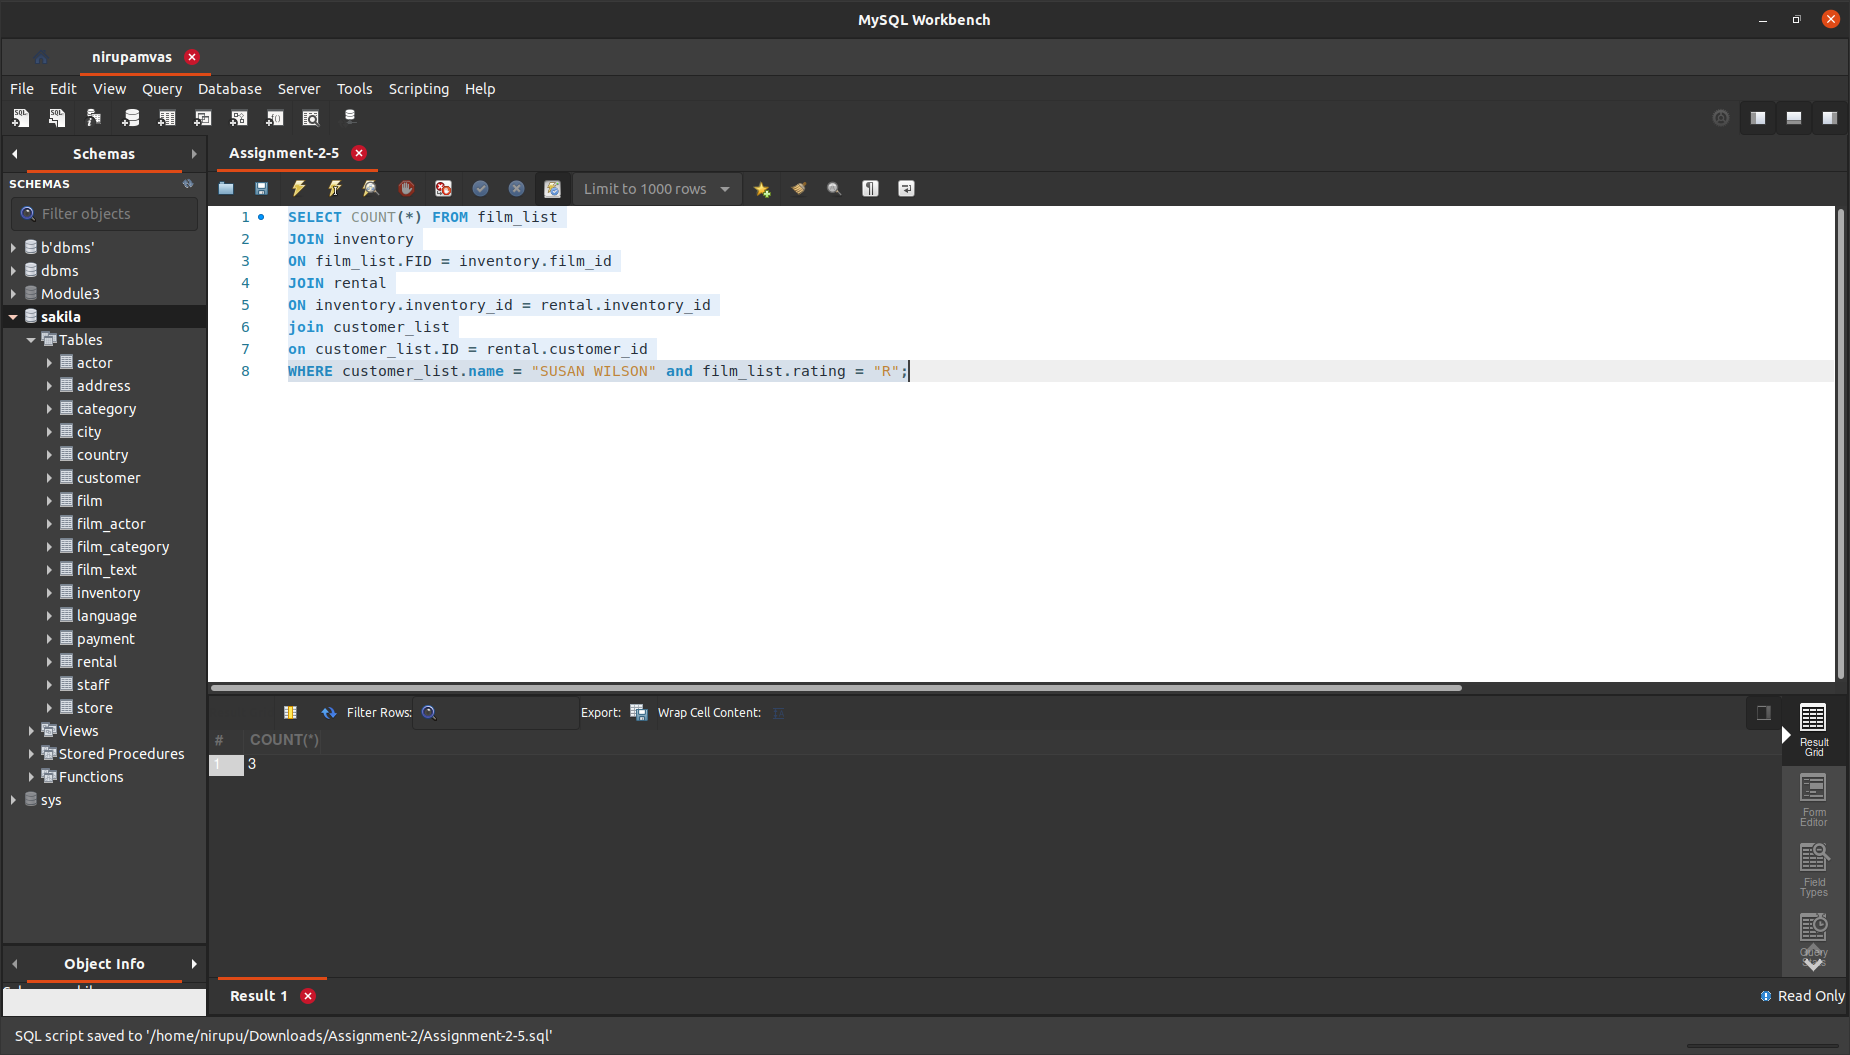 MySQL Workbench
nirupamvas
File Edit View Query Database Server Tools Scripting Help
Schemas
SCHEMAS
Filter objects
b'dbms'
dbms
Module3
sakila
Tables
actor
address
category
city
country
customer
film
film_actor
film_category
film_text
inventory
language
payment
rental
staff
store
Views
Stored Procedures
Functions
sys
Object Info
Assignment-2-5
Limit to 1000 rows
1 SELECT COUNT(*) FROM film_list
2 JOIN inventory
3 ON film_list.FID = inventory.film_id
4 JOIN rental
5 ON inventory.inventory_id = rental.inventory_id
6 join customer_list
7 on customer_list.ID = rental.customer_id
8 WHERE customer_list.name = "SUSAN WILSON" and film_list.rating = "R";
Filter Rows: Export: Wrap Cell Content:
# COUNT(*)
1 3
Result
Grid
Form
Editor
Field
Types
Query
Result 1
Read Only
SQL script saved to '/home/nirupu/Downloads/Assignment-2/Assignment-2-5.sql'